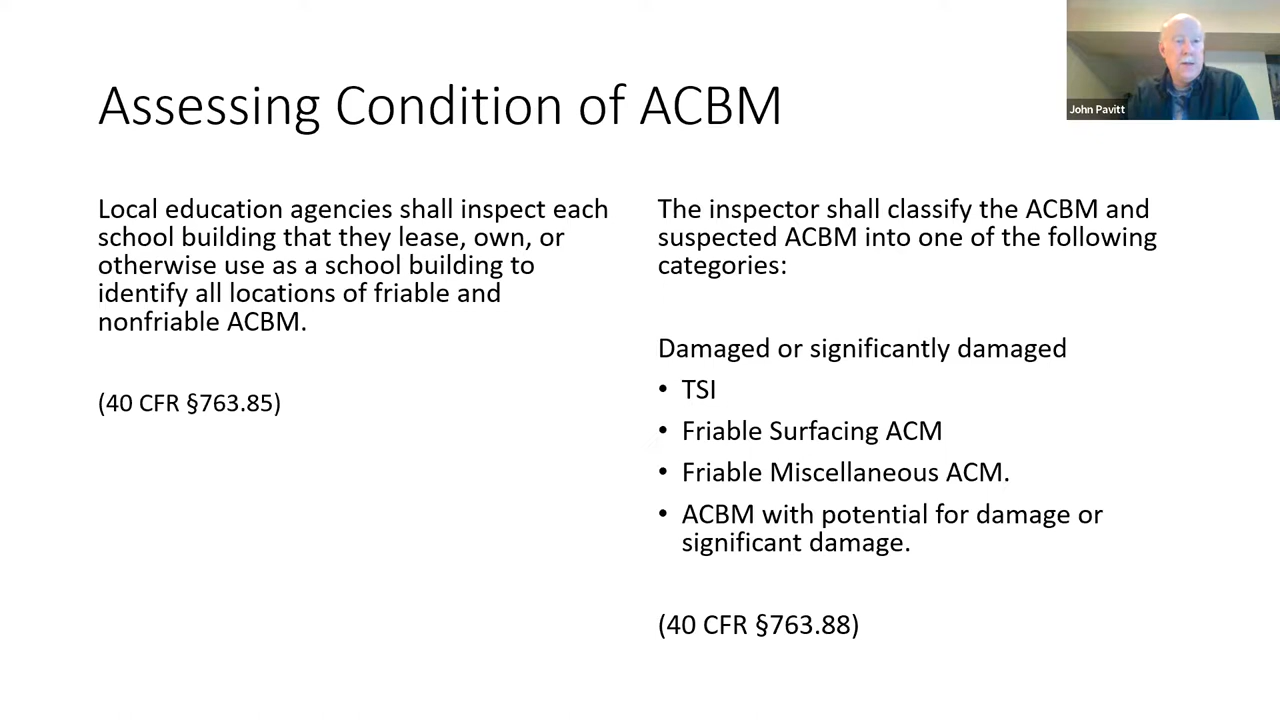 John Pavitt
Assessing Condition of ACBM
Local education agencies shall inspect each
school building that they lease, own, or
otherwise use as a school building to
identify all locations of friable and
nonfriable ACBM.
(40 CFR §763.85)
The inspector shall classify the ACBM and
suspected ACBM into one of the following
categories:
Damaged or significantly damaged
• TSI
• Friable Surfacing ACM
• Friable Miscellaneous ACM.
• ACBM with potential for damage or
significant damage.
(40 CFR §763.88)